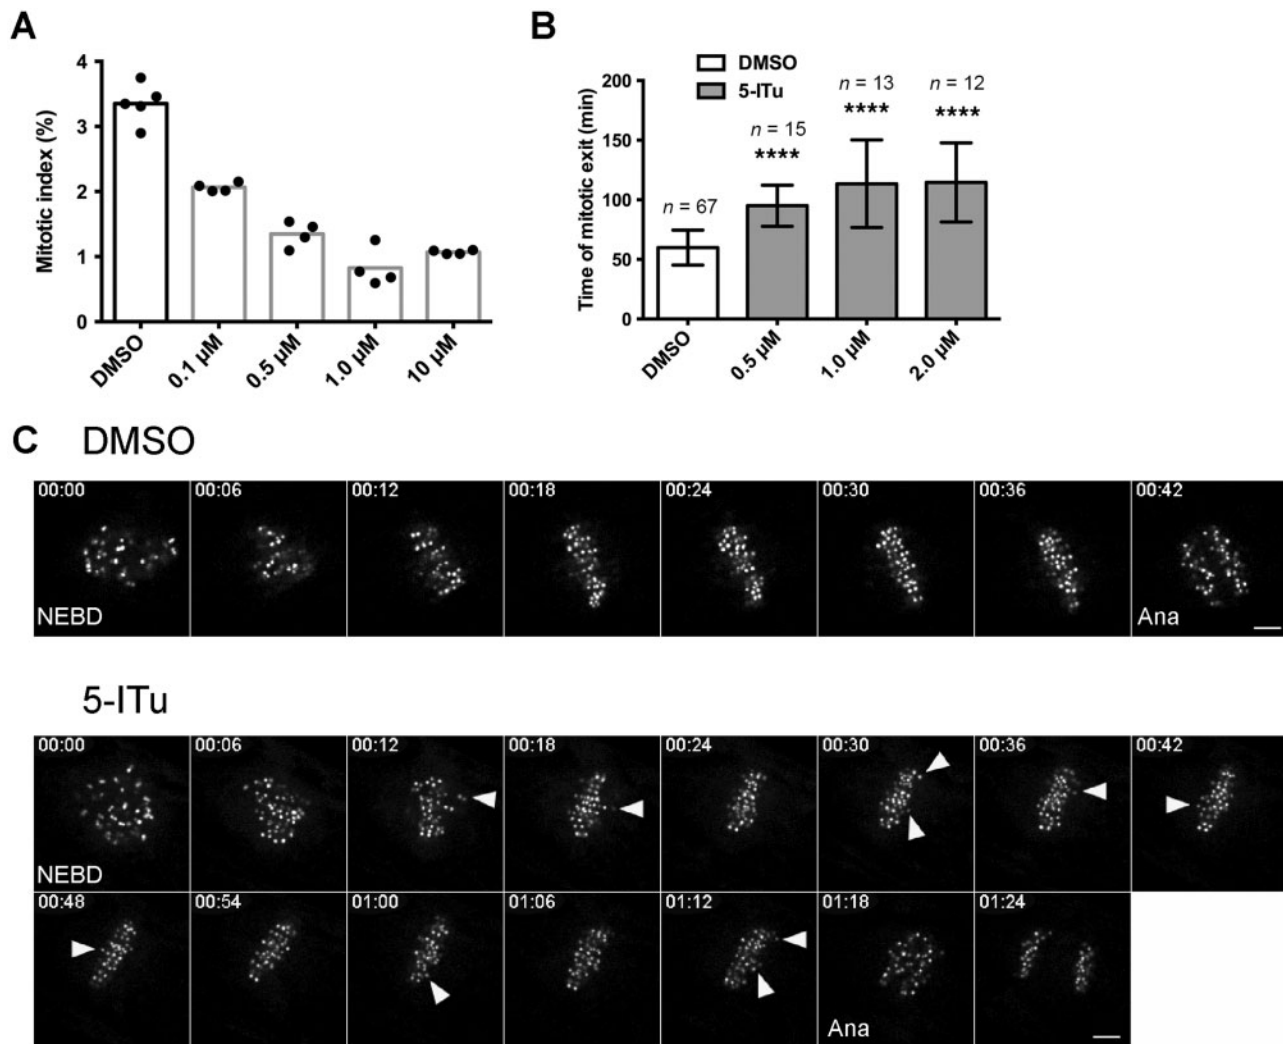 A
Mitotic index (%)
4
3
2
1
0
DMSO
0.1 µM
0.5 µM
1.0 µM
10 µM
B
DMSO
5-ITu
Time of mitotic exit (min)
200
150
100
50
0
n = 67
n = 15
****
n = 13
****
n = 12
****
DMSO
0.5 µM
1.0 µM
2.0 µM
C DMSO
00:00 00:06 00:12 00:18 00:24 00:30 00:36 00:42
NEBD Ana
5-ITu
00:00 00:06 00:12 00:18 00:24 00:30 00:36 00:42
NEBD
00:48 00:54 01:00 01:06 01:12 01:18 01:24
Ana